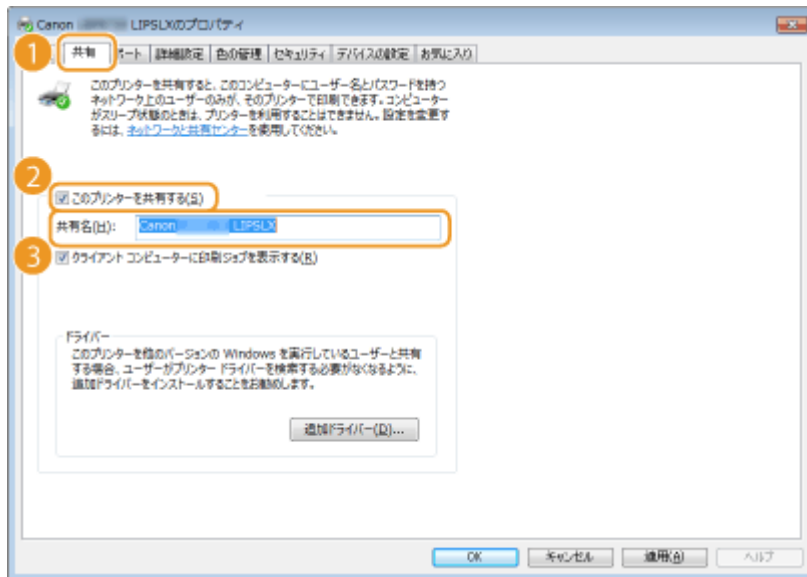 Canon LIPSLXのプロパティ
1
共有 ポート 詳細設定 色の管理 セキュリティ デバイスの設定 お気に入り
このプリンターを共有すると、このコンピューターにユーザー名とパスワードを持つ
ネットワーク上のユーザーのみが、そのプリンターで印刷できます。コンピューター
がスリープ状態のときは、プリンターを利用することはできません。設定を変更す
るには、ネットワークと共有センターを使用してください。
2
このプリンターを共有する(S)
共有名(H): Canon LIPSLX
3
クライアント コンピューターに印刷ジョブを表示する(R)
ドライバー
このプリンターを他のバージョンの Windows を実行しているユーザーと共有
する場合、ユーザーがプリンター ドライバーを検索する必要がなくなるように、
追加ドライバーをインストールすることをお勧めします。
追加ドライバー(D)...
OK キャンセル 適用(A) ヘルプ